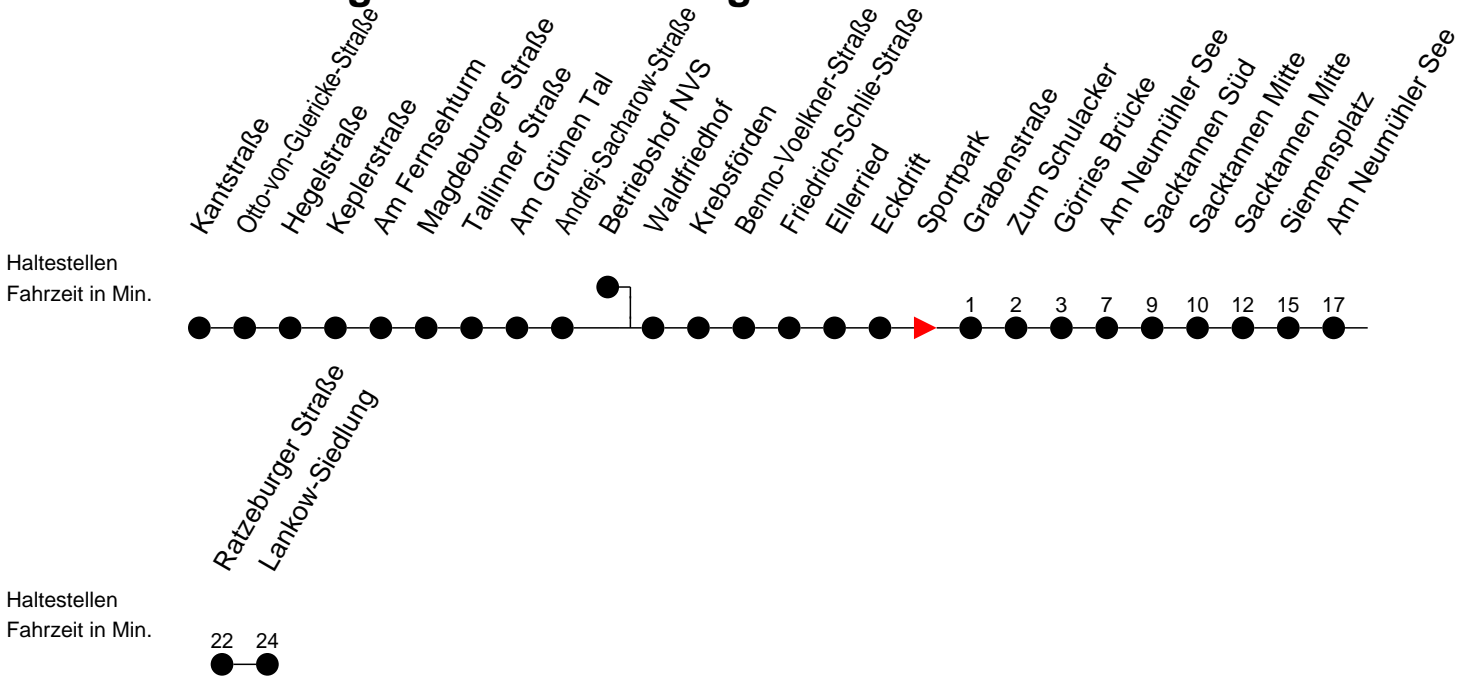 Kantstraße
Otto-von-Guericke-Straße
Hegelstraße
Keplerstraße
Am Fernsehturm
Magdeburger Straße
Tallinner Straße
Am Grünen Tal
Andrej-Sacharow-Straße
Betriebshof NVS
Waldfriedhof
Krebsförden
Benno-Voelkner-Straße
Friedrich-Schlie-Straße
Ellerried
Eckdrift
Sportpark
Grabenstraße
Zum Schulacker
Görries Brücke
Am Neumühler See
Sacktannen Süd
Sacktannen Mitte
Sacktannen Mitte
Siemensplatz
Am Neumühler See
Haltestellen
Fahrzeit in Min.
1 2 3 7 9 10 12 15 17
Ratzeburger Straße
Lankow-Siedlung
Haltestellen
Fahrzeit in Min.
22 24